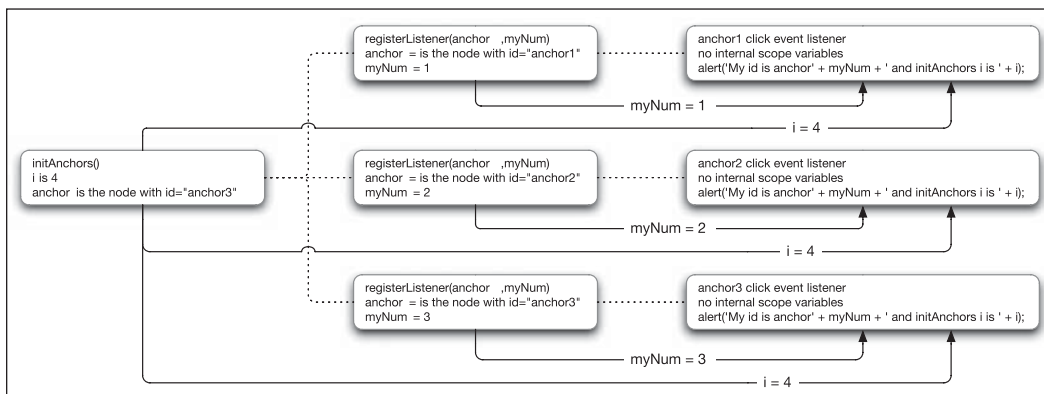 registerListener(anchor ,myNum)
anchor = is the node with id="anchor1"
myNum = 1
anchor1 click event listener
no internal scope variables
alert('My id is anchor' + myNum + ' and initAnchors i is ' + i);
myNum = 1
i = 4
initAnchors()
i is 4
anchor is the node with id="anchor3"
registerListener(anchor ,myNum)
anchor = is the node with id="anchor2"
myNum = 2
anchor2 click event listener
no internal scope variables
alert('My id is anchor' + myNum + ' and initAnchors i is ' + i);
myNum = 2
i = 4
registerListener(anchor ,myNum)
anchor = is the node with id="anchor3"
myNum = 3
anchor3 click event listener
no internal scope variables
alert('My id is anchor' + myNum + ' and initAnchors i is ' + i);
myNum = 3
i = 4